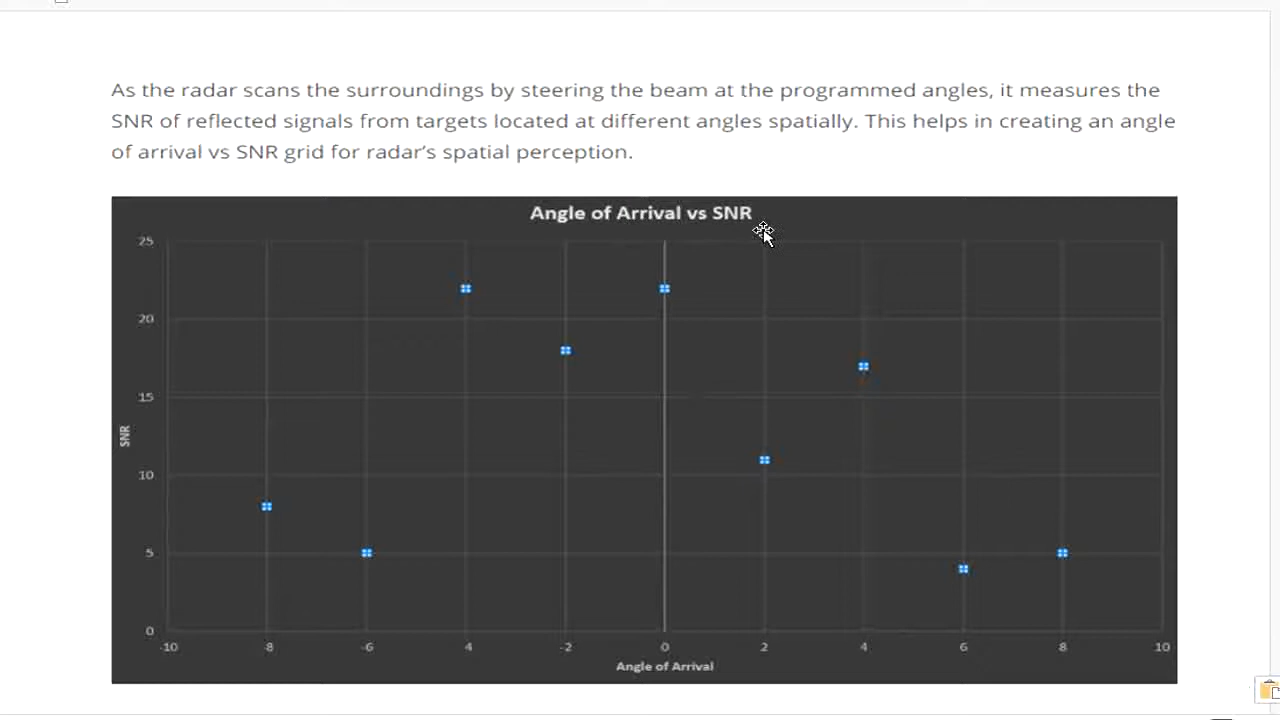 As the radar scans the surroundings by steering the beam at the programmed angles, it measures the
SNR of reflected signals from targets located at different angles spatially. This helps in creating an angle
of arrival vs SNR grid for radar’s spatial perception.
Angle of Arrival vs SNR
25
20
15
10
5
0
SNR
-10 -8 -6 -4 -2 0 2 4 6 8 10
Angle of Arrival